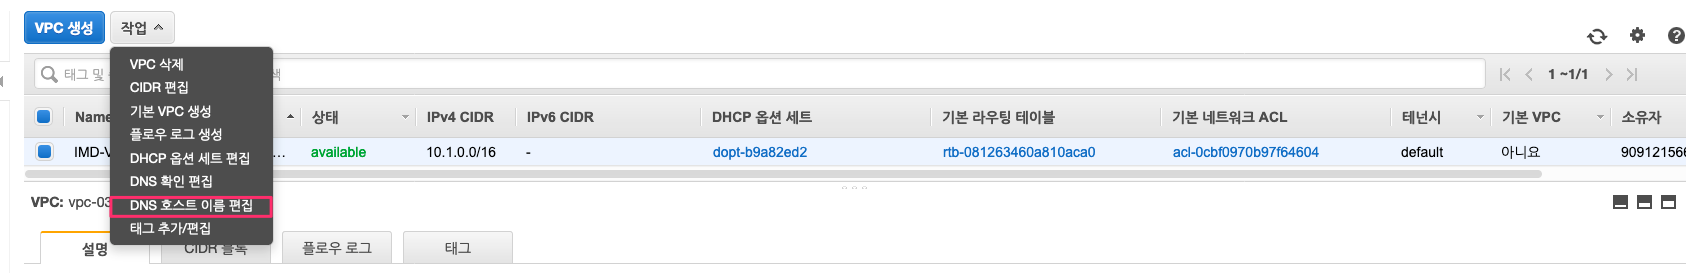 VPC 생성 작업
VPC 삭제
CIDR 편집
기본 VPC 생성
플로우 로그 생성
DHCP 옵션 세트 편집
DNS 확인 편집
DNS 호스트 이름 편집
태그 추가/편집
태그 및 색 1 ~1/1
Name 상태 IPv4 CIDR IPv6 CIDR DHCP 옵션 세트 기본 라우팅 테이블 기본 네트워크 ACL 테넌시 기본 VPC 소유자
IMD-V ... available 10.1.0.0/16 - dopt-b9a82ed2 rtb-081263460a810aca0 acl-0cbf0970b97f64604 default 아니요 909121566
VPC: vpc-03
설명 CIDR 블록 플로우 로그 태그